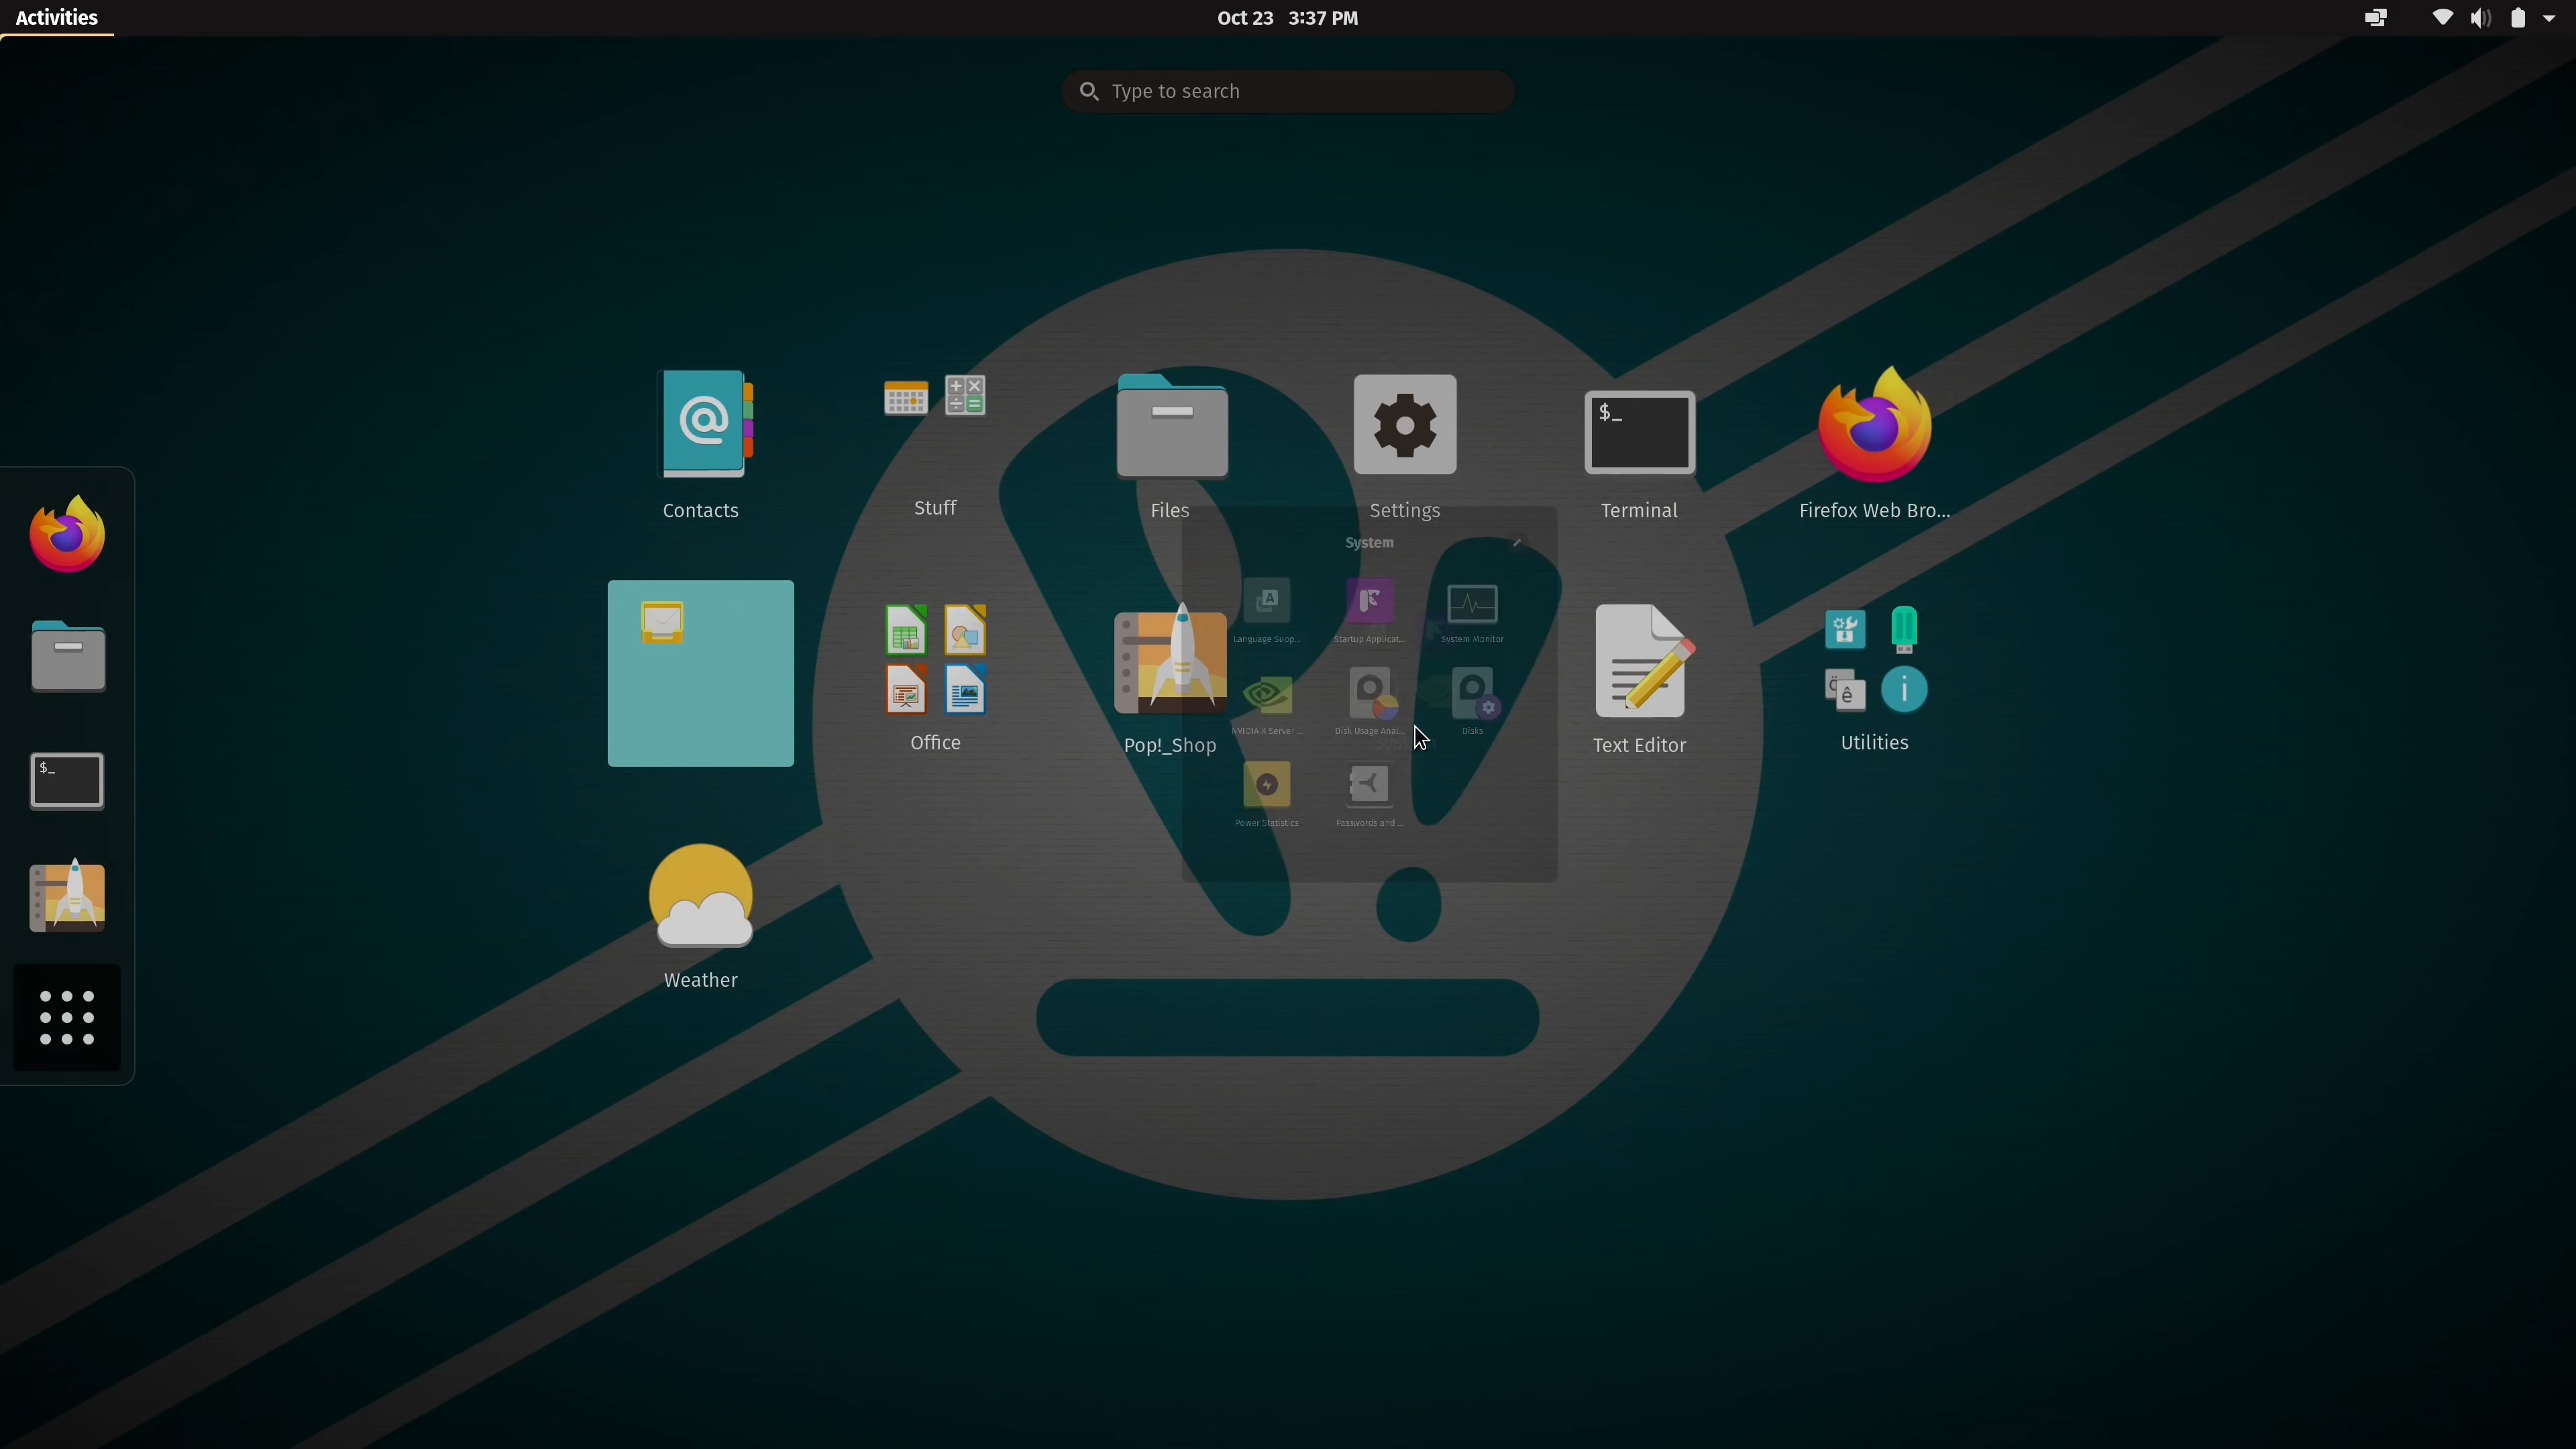 Activities
Oct 23 3:37 PM
Type to search
Contacts
Stuff
Files
Settings
Terminal
Firefox Web Bro...
$_
System
Language Supp...
Startup Applicat...
System Monitor
$_
NVIDIA X Server ...
Disk Usage Anal...
Disks
Office
Pop!_Shop
System
Text Editor
Utilities
Power Statistics
Passwords and ...
Weather